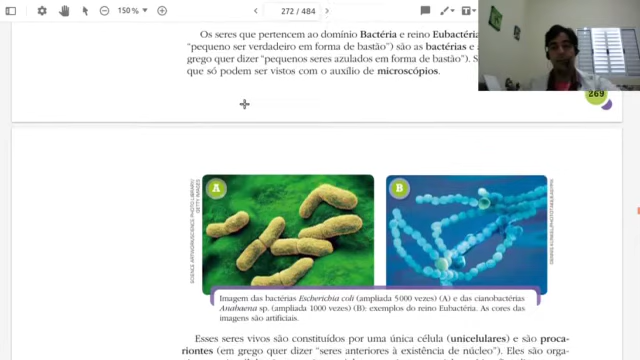 150 %
272 / 484
Os seres que pertencem ao domínio Bactéria e reino Eubactéria
"pequeno ser verdadeiro em forma de bastão") são as bactérias e a
grego quer dizer "pequenos seres azulados em forma de bastão"). S
que só podem ser vistos com o auxílio de microscópios.
269
A
B
GETTY IMAGES
Imagem das bactérias Escherichia coli (ampliada 5000 vezes) (A) e das cianobactérias
Anabaena sp. (ampliada 1000 vezes) (B): exemplos do reino Eubactéria. As cores das
imagens são artificiais.
Esses seres vivos são constituídos por uma única célula (unicelulares) e são proca-
riontes (em grego quer dizer "seres anteriores à existência de núcleo"). Eles são orga-